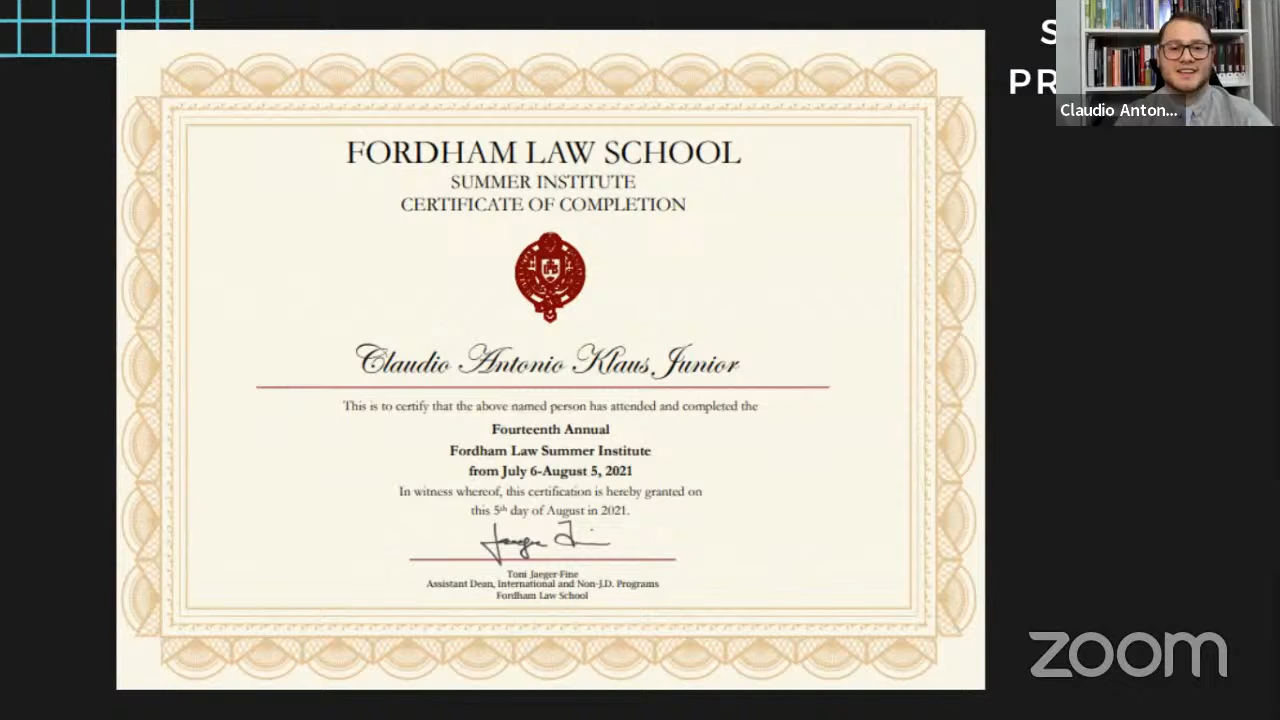 S
PR
Claudio Anton...
FORDHAM LAW SCHOOL
SUMMER INSTITUTE
CERTIFICATE OF COMPLETION
Claudio Antonio Klaus Junior
This is to certify that the above named person has attended and completed the
Fourteenth Annual
Fordham Law Summer Institute
from July 6-August 5, 2021
In witness whereof, this certification is hereby granted on
this 5th day of August in 2021.
Toni Jaeger-Fine
Assistant Dean, International and Non-J.D. Programs
Fordham Law School
zoom